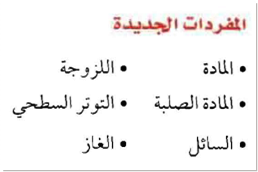 المفردات الجديدة
• المادة • اللزوجة
• المادة الصلبة • التوتر السطحي
• السائل • الغاز